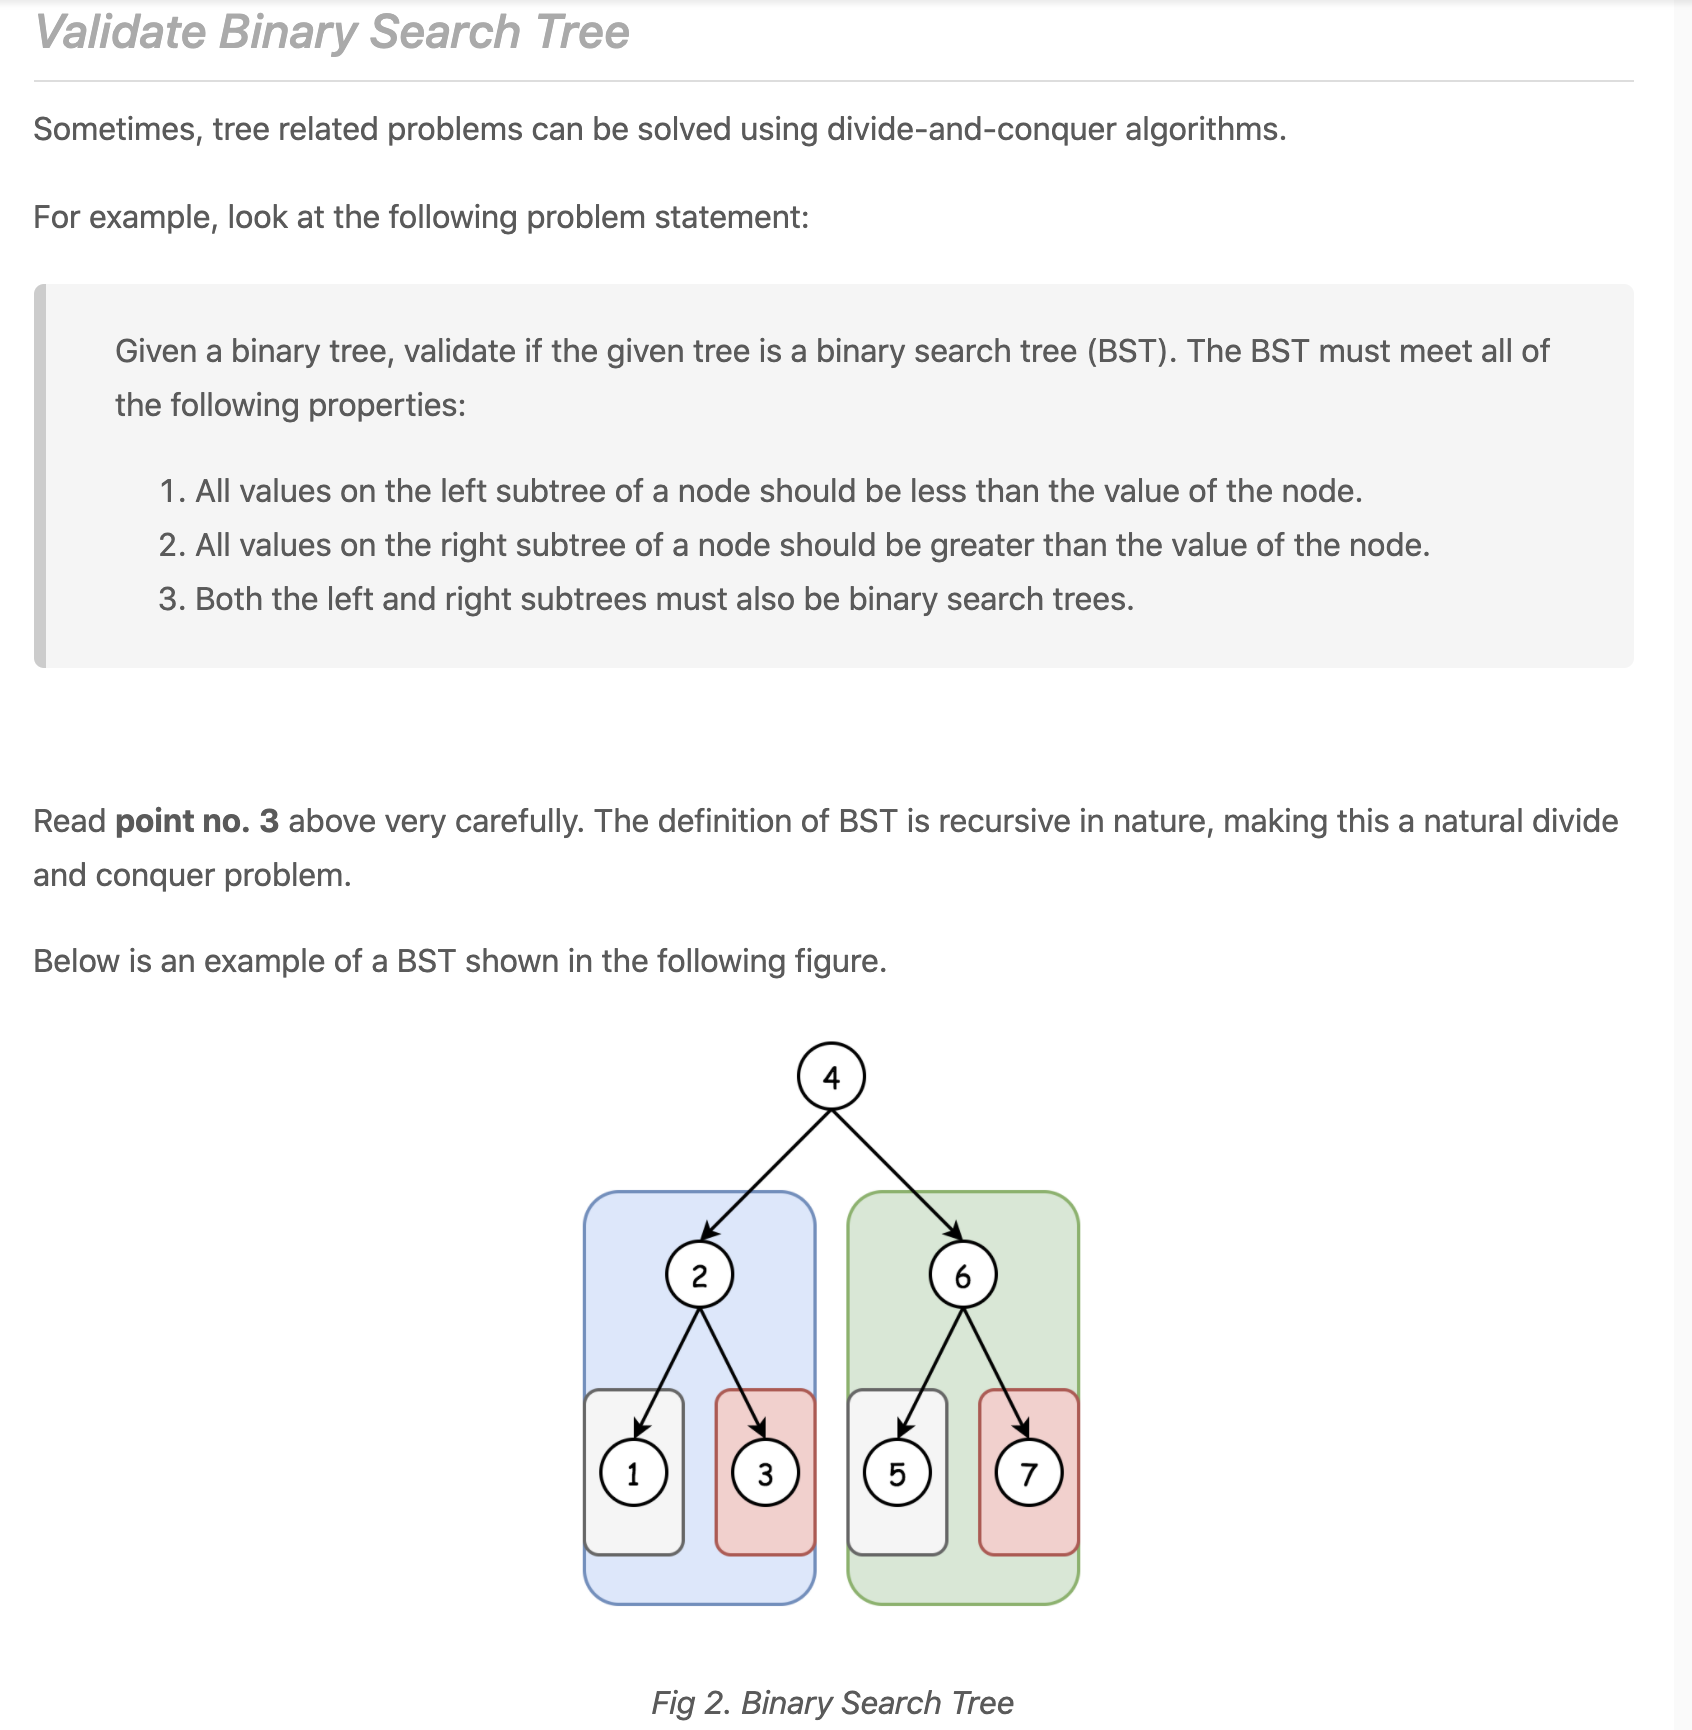 Validate Binary Search Tree
Sometimes, tree related problems can be solved using divide-and-conquer algorithms.
For example, look at the following problem statement:
Given a binary tree, validate if the given tree is a binary search tree (BST). The BST must meet all of
the following properties:
1. All values on the left subtree of a node should be less than the value of the node.
2. All values on the right subtree of a node should be greater than the value of the node.
3. Both the left and right subtrees must also be binary search trees.
Read point no. 3 above very carefully. The definition of BST is recursive in nature, making this a natural divide
and conquer problem.
Below is an example of a BST shown in the following figure.
4
2 6
1 3 5 7
Fig 2. Binary Search Tree